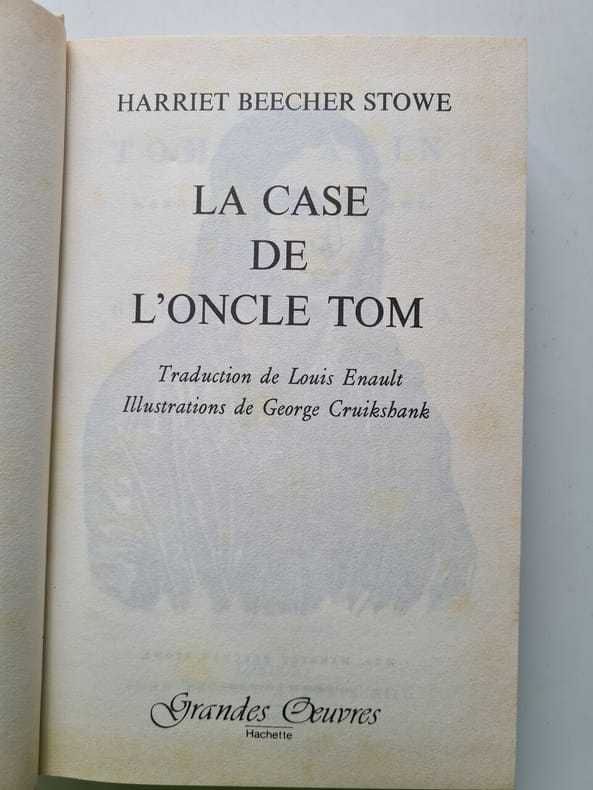 HARRIET BEECHER STOWE
LA CASE
DE
L'ONCLE TOM
Traduction de Louis Enault
Illustrations de George Cruikshank
Grandes Oeuvres
Hachette